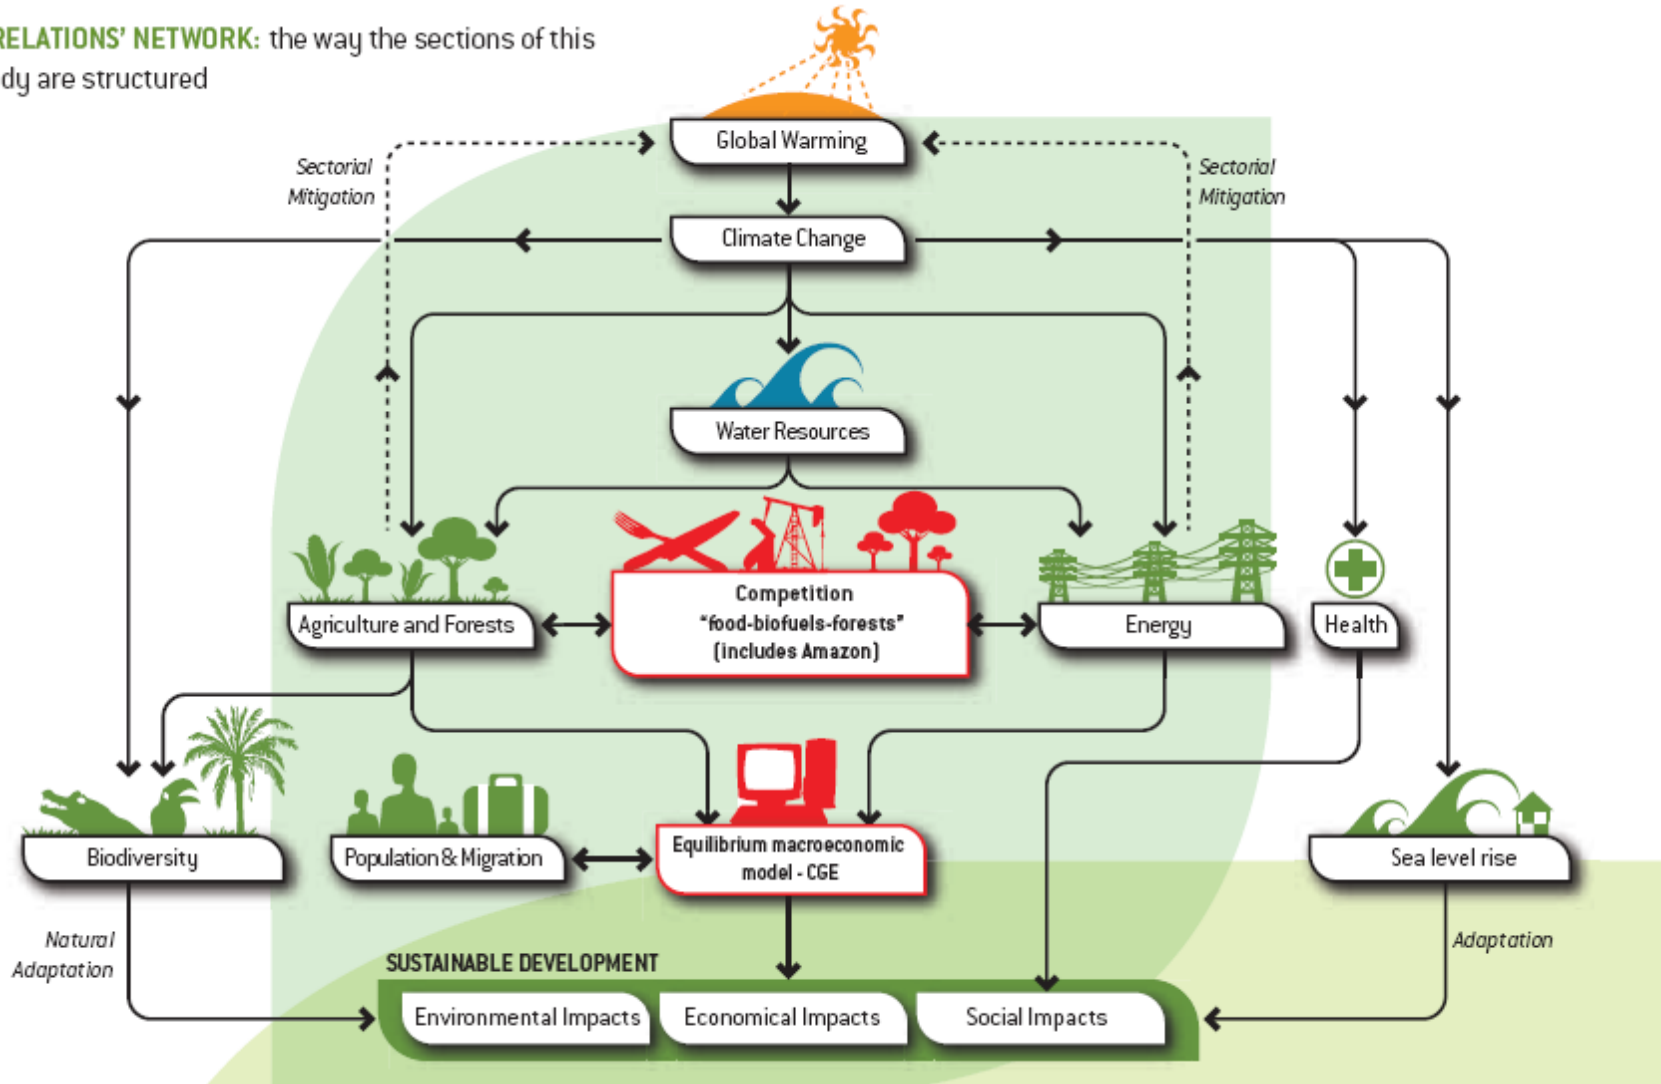 RELATIONS' NETWORK: the way the sections of this
dy are structured
Global Warming
Sectorial
Mitigation
Sectorial
Mitigation
Climate Change
Water Resources
Competition
"food-biofuels-forests"
(includes Amazon)
Agriculture and Forests
Energy
Health
Biodiversity
Population & Migration
Equilibrium macroeconomic
model - CGE
Sea level rise
Natural
Adaptation
Adaptation
SUSTAINABLE DEVELOPMENT
Environmental Impacts
Economical Impacts
Social Impacts